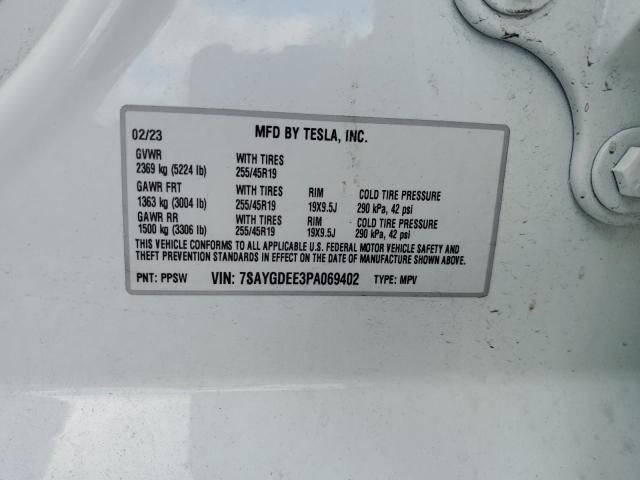 02/23 MFD BY TESLA, INC.
GVWR WITH TIRES
2369 kg (5224 lb) 255/45R19
GAWR FRT WITH TIRES RIM COLD TIRE PRESSURE
1363 kg (3004 lb) 255/45R19 19X9.5J 290 kPa, 42 psi
GAWR RR WITH TIRES RIM COLD TIRE PRESSURE
1500 kg (3306 lb) 255/45R19 19X9.5J 290 kPa, 42 psi
THIS VEHICLE CONFORMS TO ALL APPLICABLE U.S. FEDERAL MOTOR VEHICLE SAFETY AND
THEFT PREVENTION STANDARDS IN EFFECT ON THE DATE OF MANUFACTURE SHOWN ABOVE.
PNT: PPSW VIN: 7SAYGDEE3PA069402 TYPE: MPV